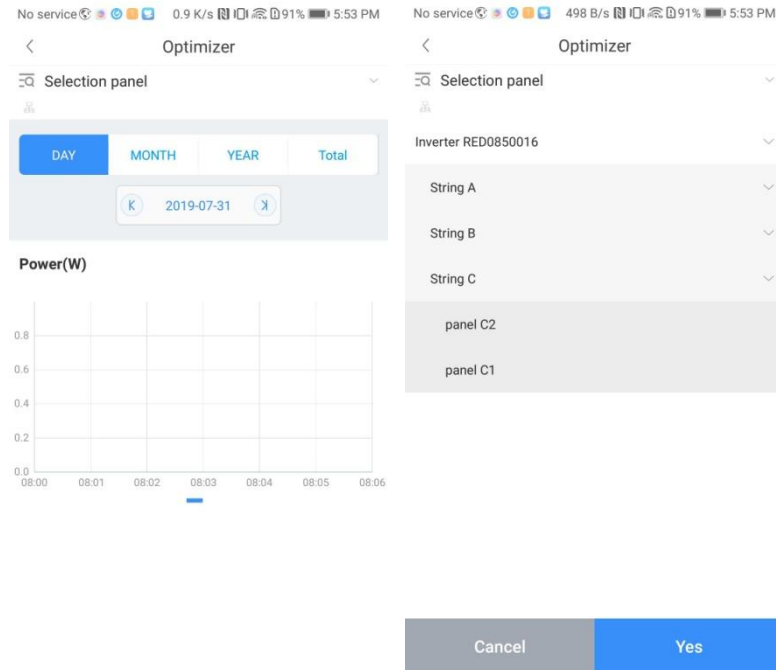 No service 0.9 K/s 91% 5:53 PM
Optimizer
Selection panel
DAY MONTH YEAR Total
2019-07-31
Power(W)
0.8
0.6
0.4
0.2
0.0
08:00 08:01 08:02 08:03 08:04 08:05 08:06
No service 498 B/s 91% 5:53 PM
Optimizer
Selection panel
Inverter RED0850016
String A
String B
String C
panel C2
panel C1
Cancel Yes